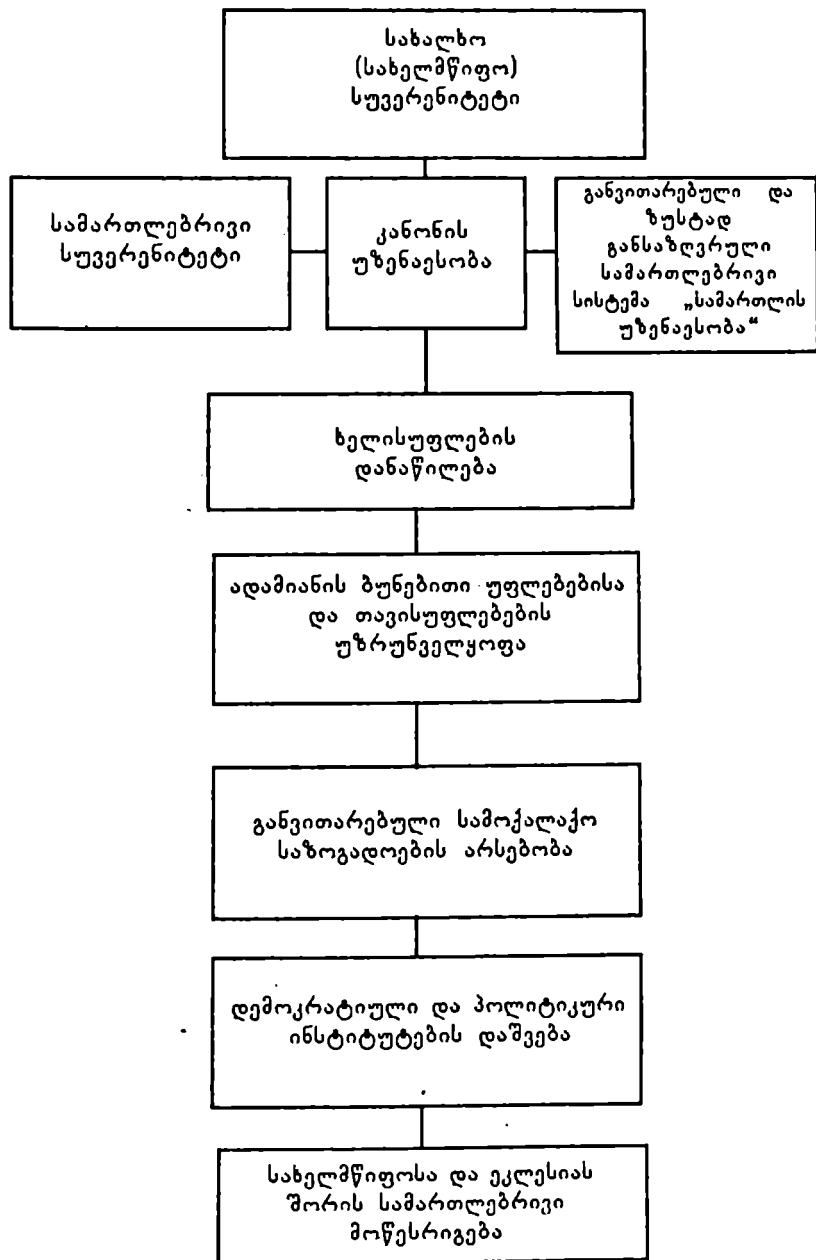 სახალხო
(სახელმწიფო)
სუვერენიტეტი
სამართლებრივი
სუვერენიტეტი
კანონის
უზენაესობა
განვითარებული და
ზუსტად
განსაზღვრული
სამართლებრივი
სისტემა „სამართლის
უზენაესობა“
ხელისუფლების
დანაწილება
ადამიანის ბუნებითი უფლებებისა
და თავისუფლებების
უზრუნველყოფა
განვითარებული სამოქალაქო
საზოგადოების არსებობა
დემოკრატიული და პოლიტიკური
ინსტიტუტების დაშვება
სახელმწიფოსა და ეკლესიას
შორის სამართლებრივი
მოწესრიგება